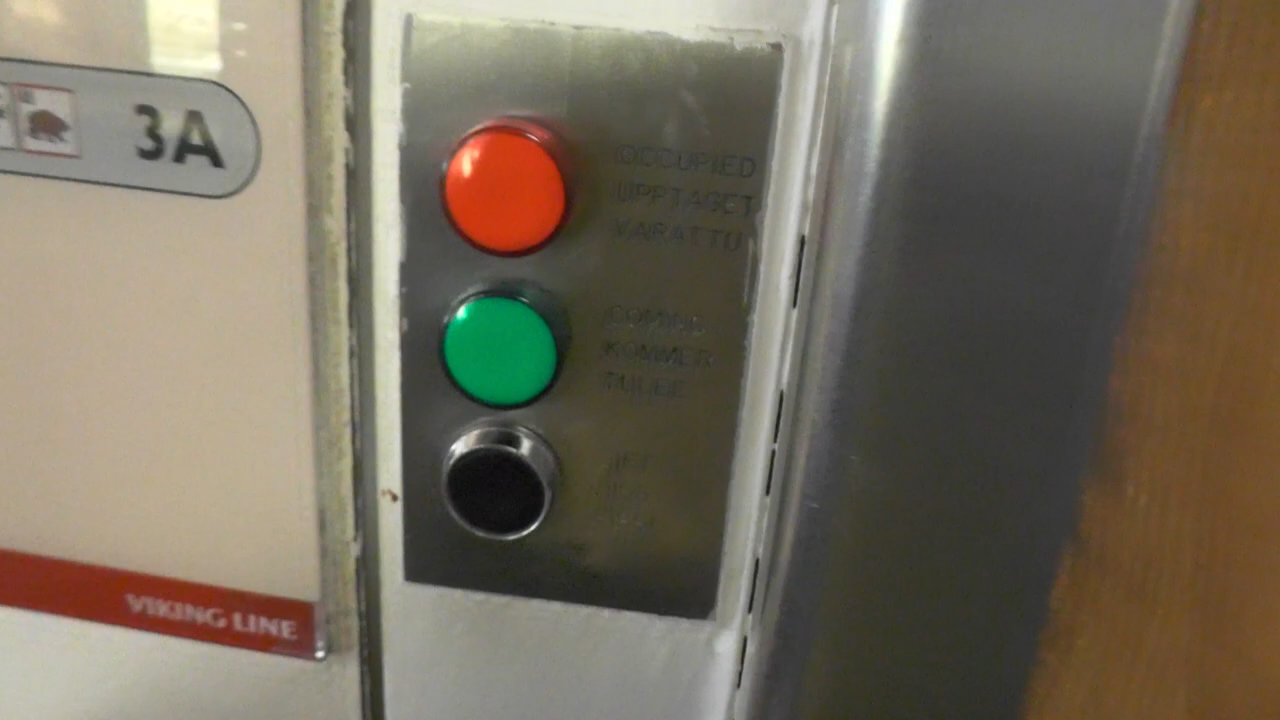 3A
OCCUPIED
UPPTAGET
VARATTU
COMING
KOMMER
TULEE
VIKING LINE